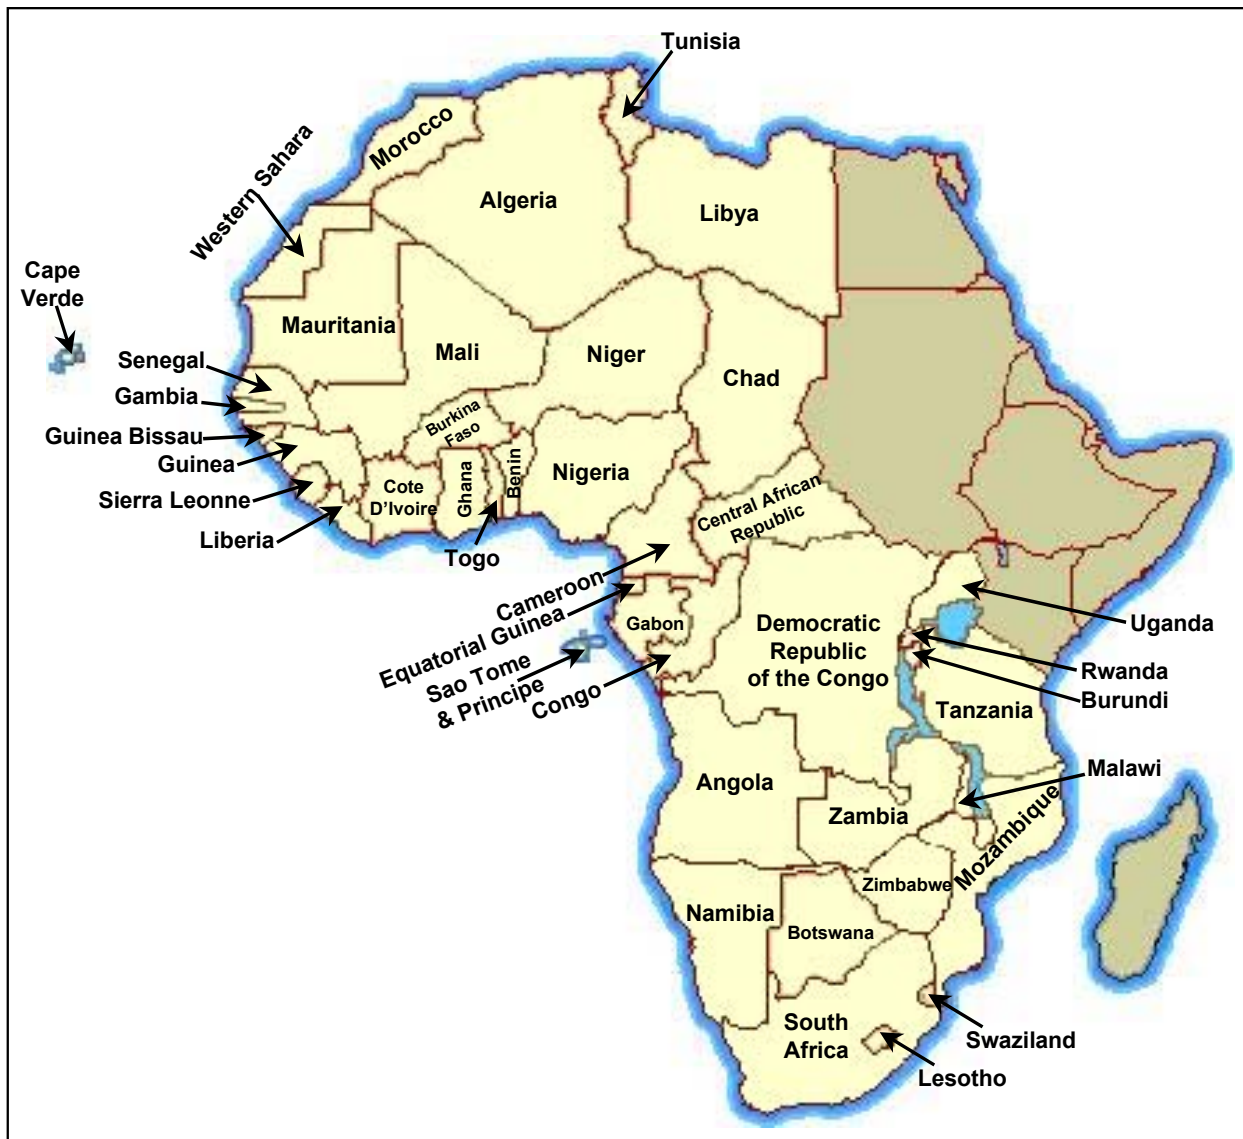 Tunisia
Morocco
Western Sahara
Algeria
Libya
Cape
Verde
Mauritania
Mali
Niger
Chad
Senegal
Gambia
Guinea Bissau
Guinea
Sierra Leonne
Liberia
Burkina
Faso
Cote
D'Ivoire
Ghana
Togo
Benin
Nigeria
Central African
Republic
Cameroon
Equatorial Guinea
Sao Tome
& Principe
Gabon
Congo
Democratic
Republic
of the Congo
Uganda
Rwanda
Burundi
Tanzania
Malawi
Angola
Zambia
Mozambique
Zimbabwe
Namibia
Botswana
South
Africa
Swaziland
Lesotho